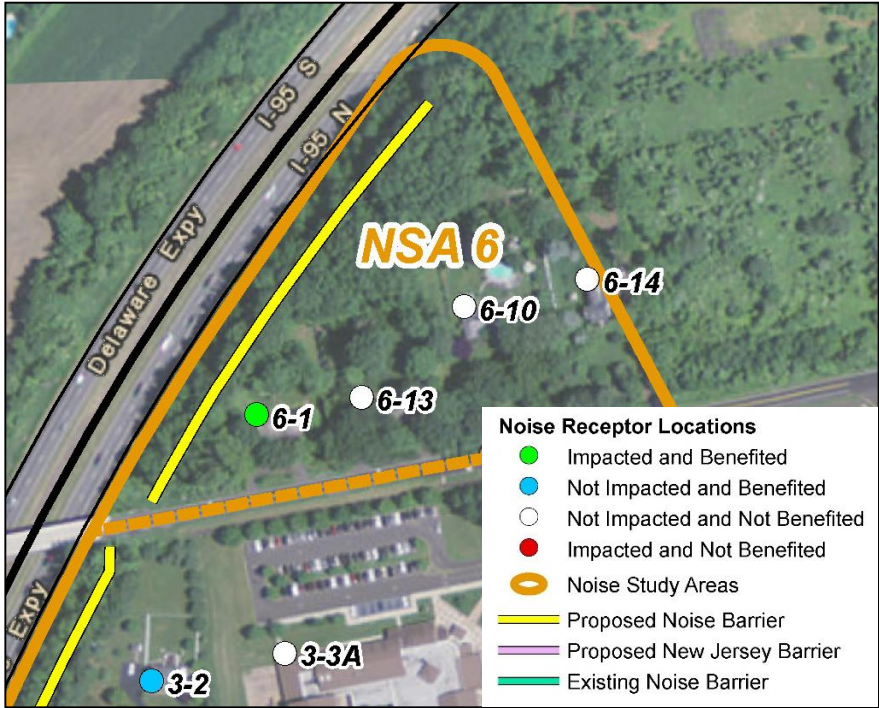 I-95 S
I-95 N
Delaware Expy
NSA 6
6-14
6-10
6-13
6-1
Expy
3-3A
3-2
Noise Receptor Locations
Impacted and Benefited
Not Impacted and Benefited
Not Impacted and Not Benefited
Impacted and Not Benefited
Noise Study Areas
Proposed Noise Barrier
Proposed New Jersey Barrier
Existing Noise Barrier